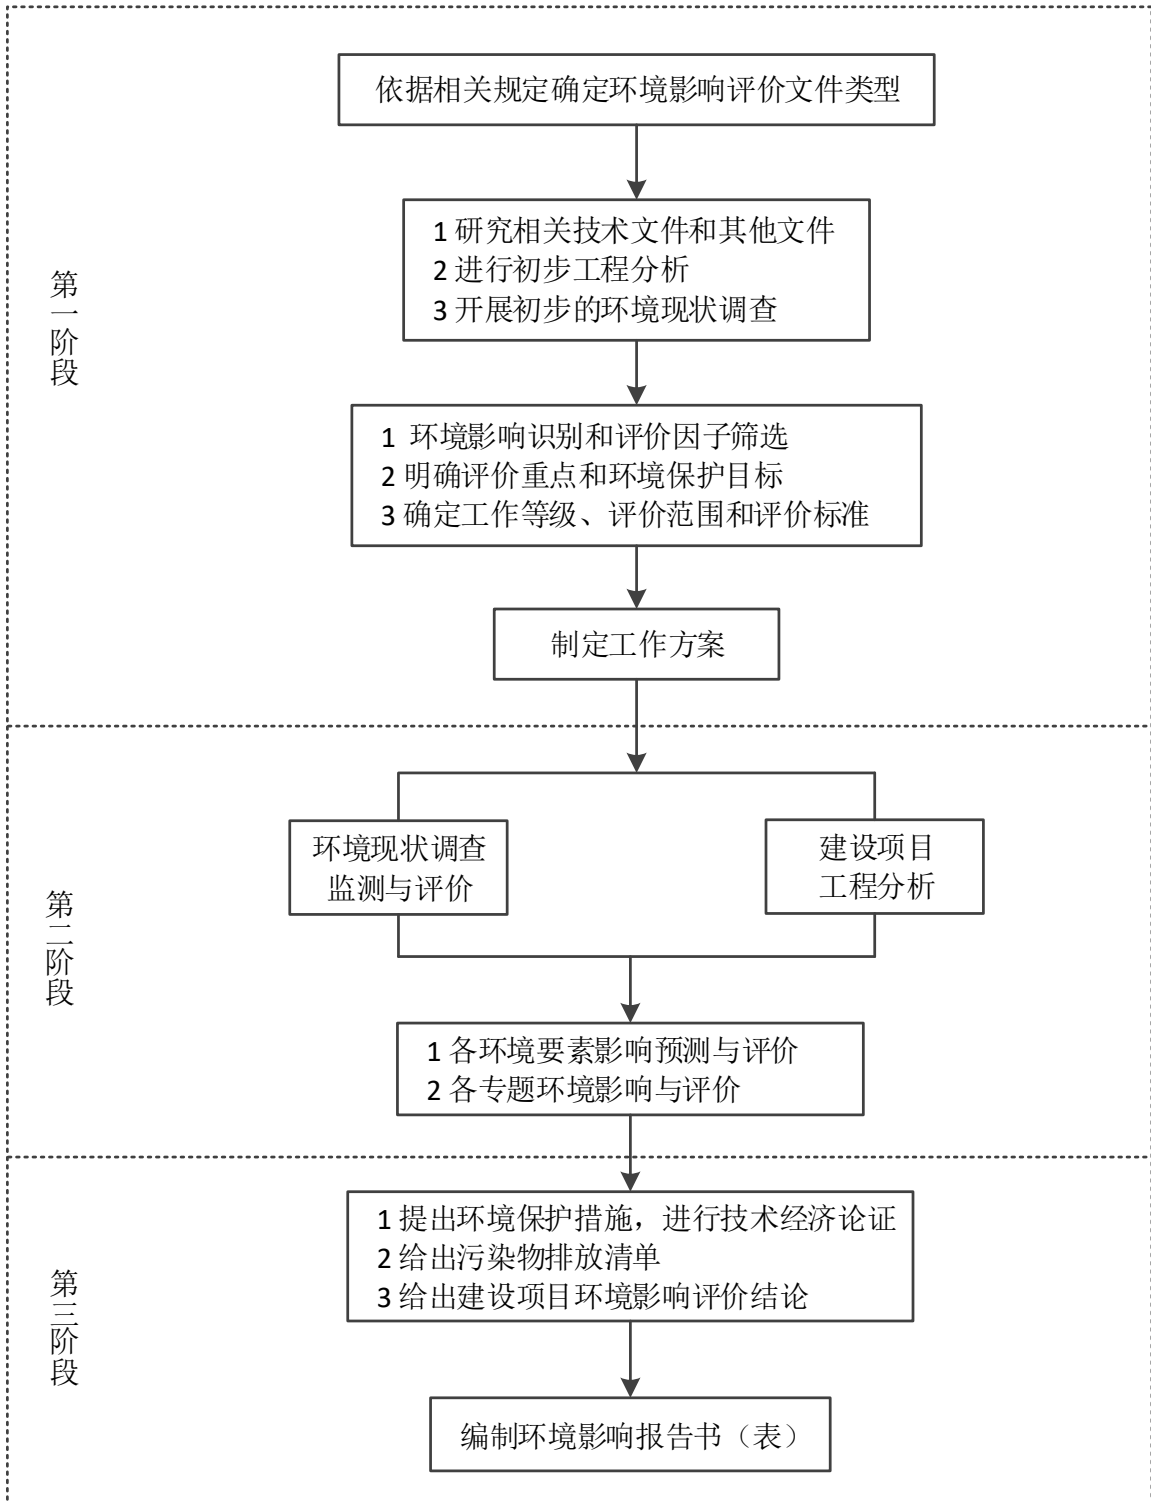 依据相关规定确定环境影响评价文件类型
1 研究相关技术文件和其他文件
2 进行初步工程分析
3 开展初步的环境现状调查
第一阶段
1 环境影响识别和评价因子筛选
2 明确评价重点和环境保护目标
3 确定工作等级、评价范围和评价标准
制定工作方案
环境现状调查
监测与评价
建设项目
工程分析
第二阶段
1 各环境要素影响预测与评价
2 各专题环境影响与评价
1 提出环境保护措施，进行技术经济论证
2 给出污染物排放清单
3 给出建设项目环境影响评价结论
第三阶段
编制环境影响报告书（表）